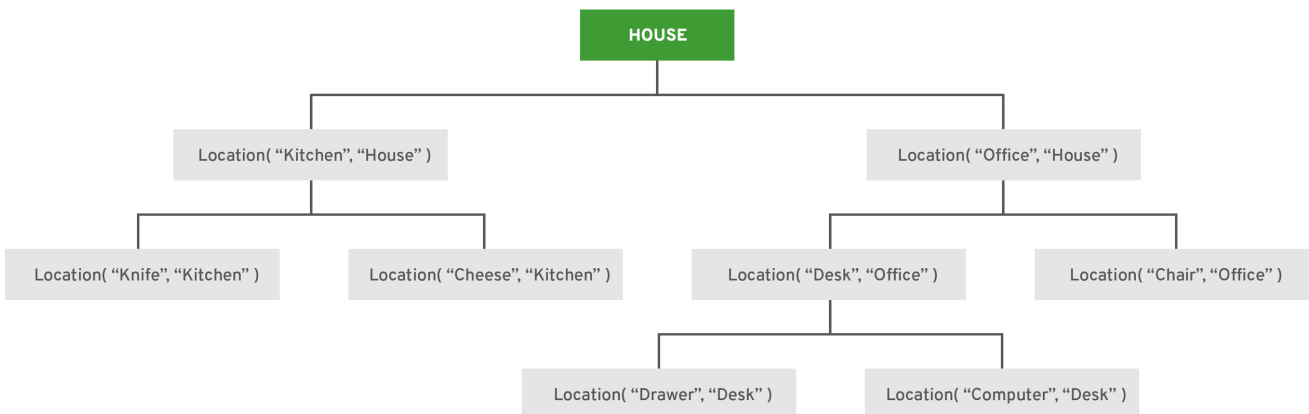 HOUSE
Location( “Kitchen”, “House” )
Location( “Office”, “House” )
Location( “Knife”, “Kitchen” )
Location( “Cheese”, “Kitchen” )
Location( “Desk”, “Office” )
Location( “Chair”, “Office” )
Location( “Drawer”, “Desk” )
Location( “Computer”, “Desk” )